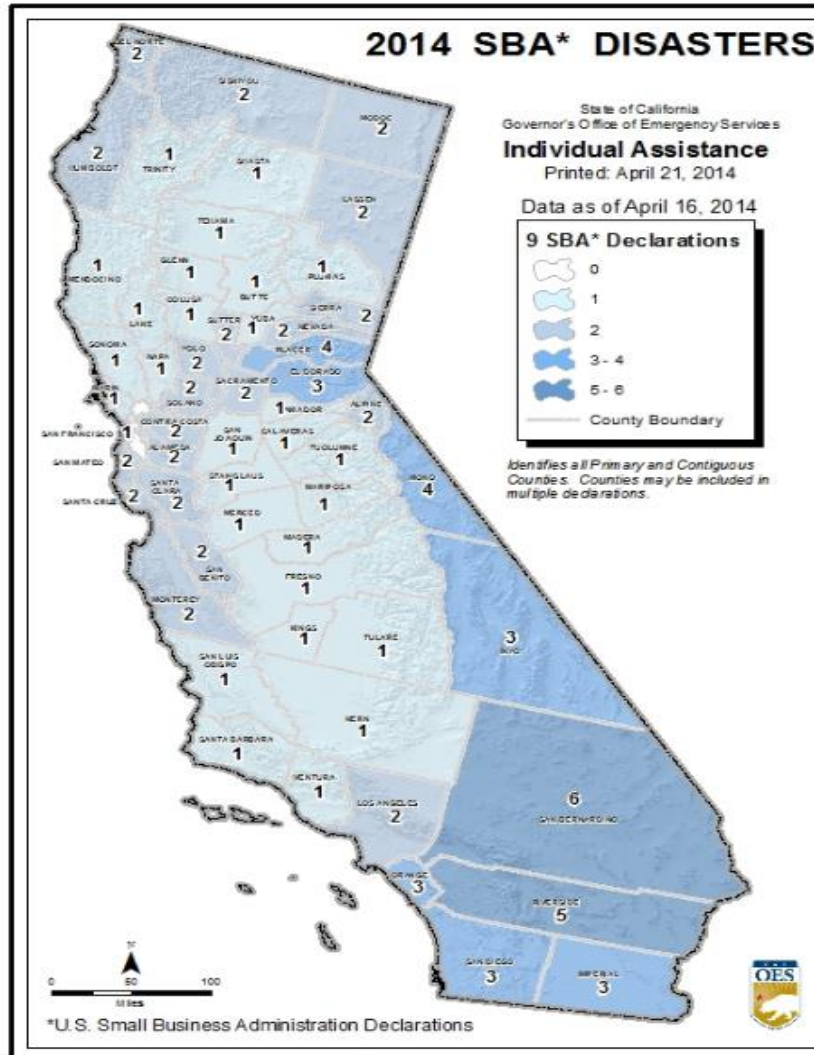 2014 SBA* DISASTERS
State of California
Governor's Office of Emergency Services
Individual Assistance
Printed: April 21, 2014
Data as of April 16, 2014
9 SBA* Declarations
0
1
2
3 - 4
5 - 6
County Boundary
Identifies all Primary and Contiguous
Counties. Counties may be included in
multiple declarations.
DEL NORTE
2
SISKIYOU
2
MODOC
2
2
HUMBOLDT
1
TRINITY
SHASTA
1
LASSEN
2
TEHAMA
1
1
MENDOCINO
GLENN
1
1
BUTTE
1
PLUMAS
COLUSA
1
1
LAKE
SUTTER
2
YUBA
1
SIERRA
2
2
NEVADA
SONOMA
1
NAPA
1
YOLO
2
PLACER
4
EL DORADO
3
2
SOLANO
SACRAMENTO
2
MARIN
1
1
AMADOR
ALPINE
2
SAN FRANCISCO
1
CONTRA COSTA
2
ALAMEDA
2
SAN
JOAQUIN
1
CALAVERAS
1
TUOLUMNE
1
SAN MATEO
2
MONO
4
SANTA CRUZ
2
SANTA
CLARA
2
STANISLAUS
1
MARIPOSA
1
MERCED
1
MADERA
1
2
SAN
BENITO
FRESNO
1
MONTEREY
2
KINGS
1
TULARE
1
3
INYO
SAN LUIS
OBISPO
1
KERN
1
SANTA BARBARA
1
VENTURA
1
LOS ANGELES
2
6
SAN BERNARDINO
ORANGE
3
RIVERSIDE
5
SAN DIEGO
3
IMPERIAL
3
N
0
50
100
Miles
*U.S. Small Business Administration Declarations
OES